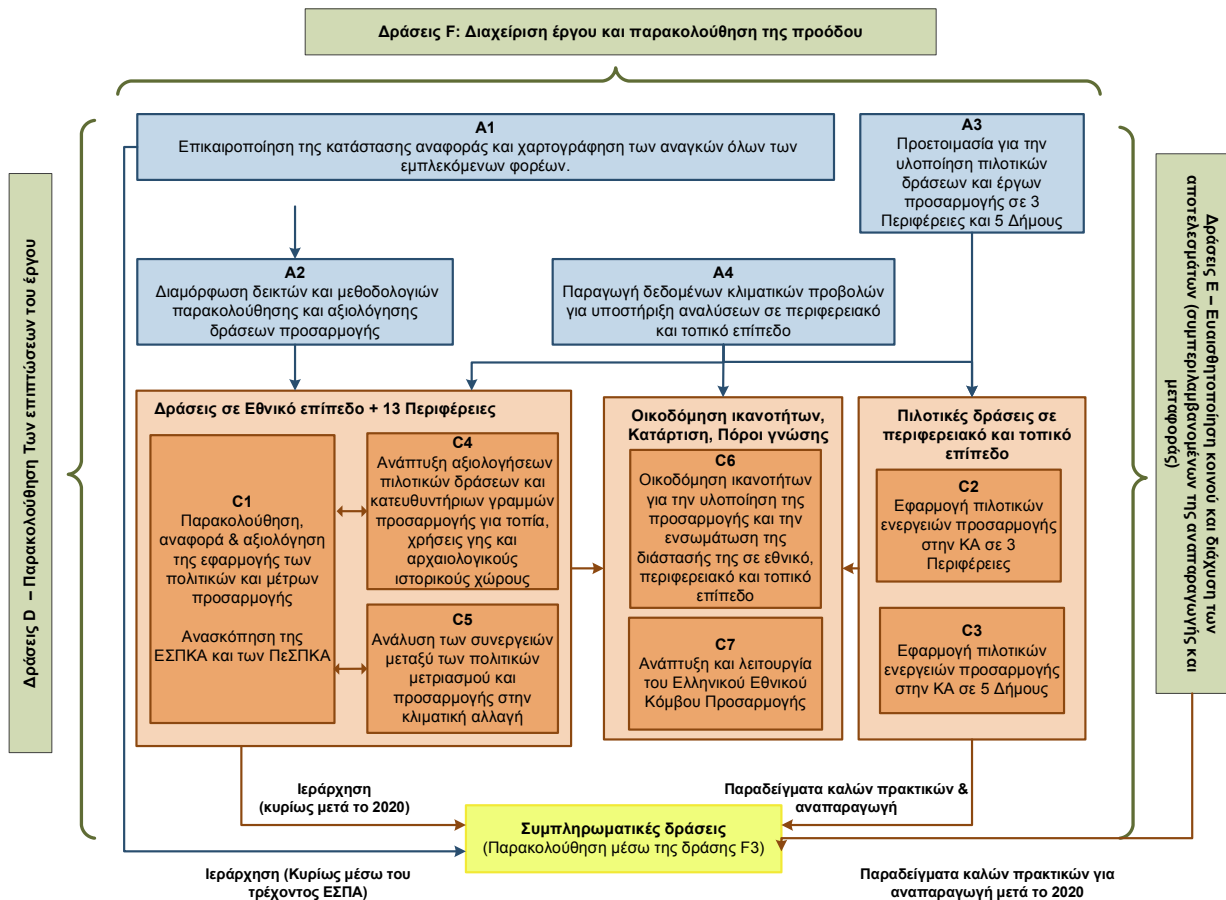 Δράσεις F: Διαχείριση έργου και παρακολούθηση της προόδου
Δράσεις D – Παρακολούθηση Των επιπτώσεων του έργου
A1
Επικαιροποίηση της κατάστασης αναφοράς και χαρτογράφηση των αναγκών όλων των
εμπλεκόμενων φορέων.
A3
Προετοιμασία για την
υλοποίηση πιλοτικών
δράσεων και έργων
προσαρμογής σε 3
Περιφέρειες και 5 Δήμους
Δράσεις E – Ευαισθητοποίηση κοινού και διάχυση των
αποτελεσμάτων (συμπεριλαμβανομένων της αναπαραγωγής και
μεταφοράς)
A2
Διαμόρφωση δεικτών και μεθοδολογιών
παρακολούθησης και αξιολόγησης
δράσεων προσαρμογής
A4
Παραγωγή δεδομένων κλιματικών προβολών
για υποστήριξη αναλύσεων σε περιφερειακό
και τοπικό επίπεδο
Δράσεις σε Εθνικό επίπεδο + 13 Περιφέρειες
C1
Παρακολούθηση,
αναφορά & αξιολόγηση
της εφαρμογής των
πολιτικών και μέτρων
προσαρμογής
Ανασκόπηση της
ΕΣΠΚΑ και των ΠεΣΠΚΑ
C4
Ανάπτυξη αξιολογήσεων
πιλοτικών δράσεων και
κατευθυντήριων γραμμών
προσαρμογής για τοπία,
χρήσεις γης και
αρχαιολογικούς
ιστορικούς χώρους
C5
Ανάλυση των συνεργειών
μεταξύ των πολιτικών
μετριασμού και
προσαρμογής στην
κλιματική αλλαγή
Οικοδόμηση ικανοτήτων,
Κατάρτιση, Πόροι γνώσης
C6
Οικοδόμηση ικανοτήτων
για την υλοποίηση της
προσαρμογής και την
ενσωμάτωση της
διάστασής της σε εθνικό,
περιφερειακό και τοπικό
επίπεδο
C7
Ανάπτυξη και λειτουργία
του Ελληνικού Εθνικού
Κόμβου Προσαρμογής
Πιλοτικές δράσεις σε
περιφερειακό και τοπικό
επίπεδο
C2
Εφαρμογή πιλοτικών
ενεργειών προσαρμογής
στην ΚΑ σε 3
Περιφέρειες
C3
Εφαρμογή πιλοτικών
ενεργειών προσαρμογής
στην ΚΑ σε 5 Δήμους
Ιεράρχηση
(κυρίως μετά το 2020)
Παραδείγματα καλών πρακτικών &
αναπαραγωγή
Συμπληρωματικές δράσεις
(Παρακολούθηση μέσω της δράσης F3)
Ιεράρχηση (Κυρίως μέσω του
τρέχοντος ΕΣΠΑ)
Παραδείγματα καλών πρακτικών για
αναπαραγωγή μετά το 2020